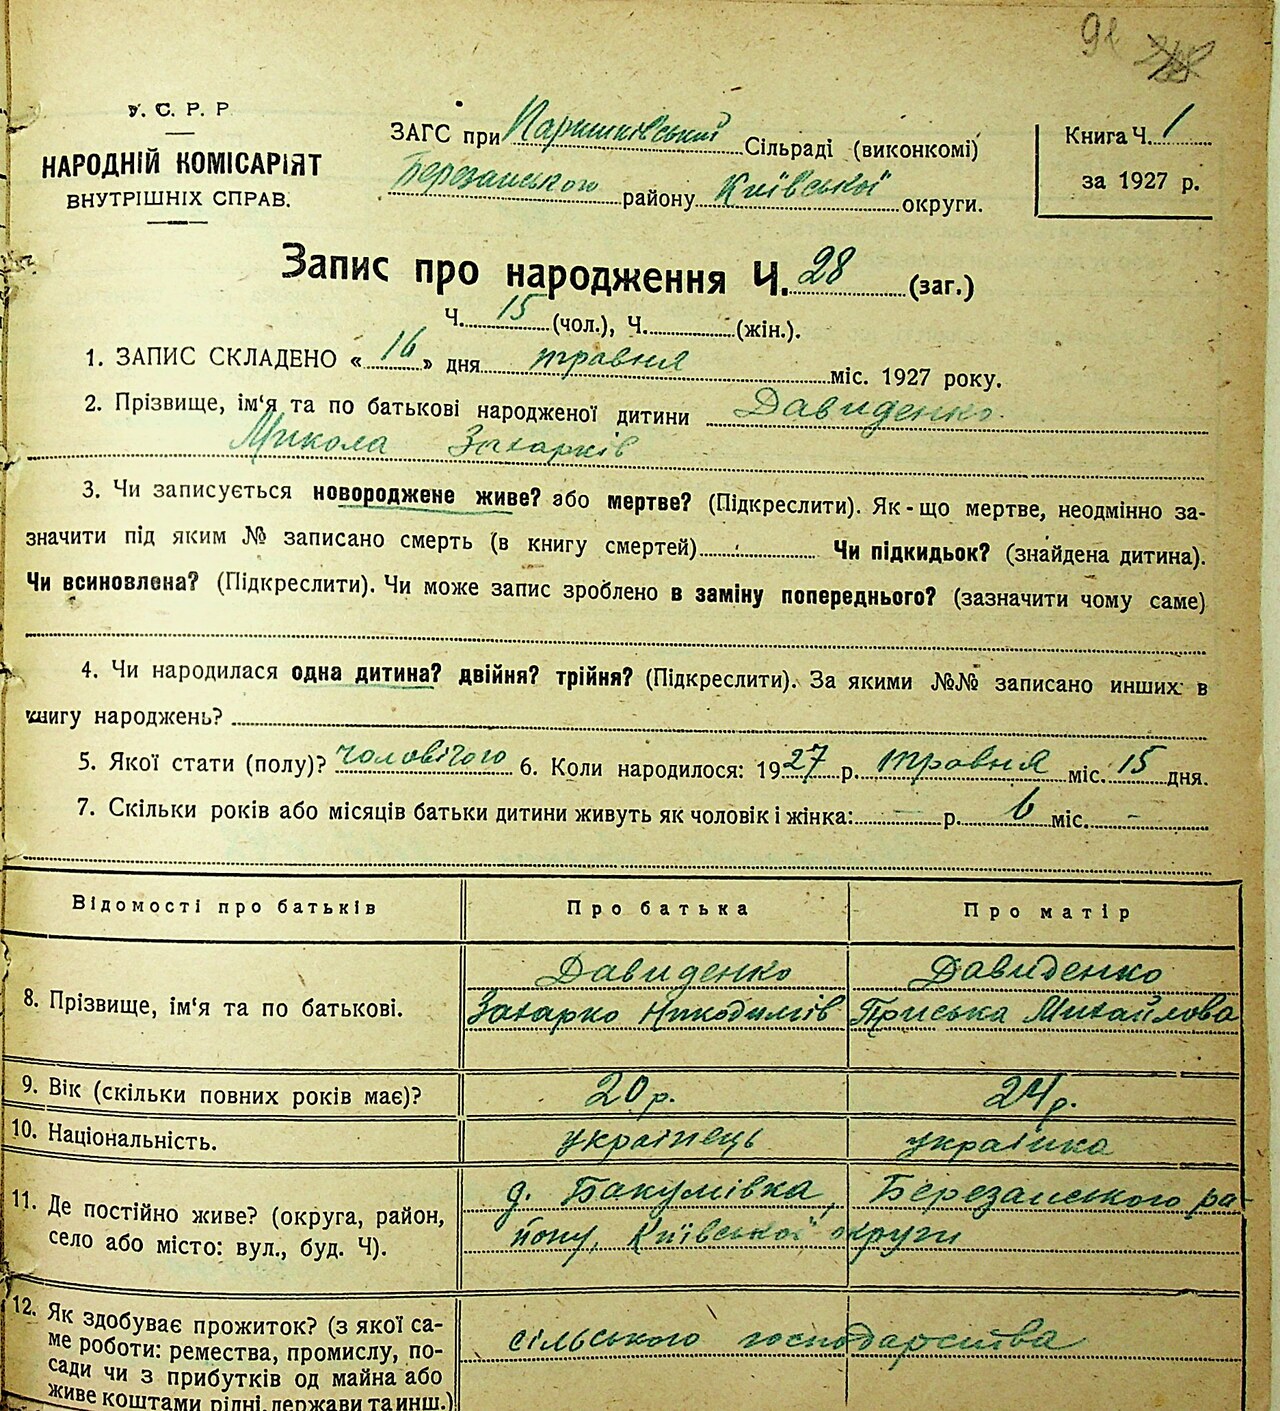 91
У. С. Р. Р
НАРОДНІЙ КОМІСАРІЯТ
ВНУТРІШНІХ СПРАВ.
ЗАГС при Паришківській Сільраді (виконкомі)
Березанського району Київської округи.
Книга Ч. 1
за 1927 р.
Запис про народження Ч. 28 (заг.)
Ч. 15 (чол.), Ч. (жін.).
1. ЗАПИС СКЛАДЕНО « 16 » дня травня міс. 1927 року.
2. Прізвище, ім'я та по батькові народженої дитини Давиденко
Микола Захарків
3. Чи записується новороджене живе? або мертве? (Підкреслити). Як-що мертве, неодмінно за-
значити під яким № записано смерть (в книгу смертей) Чи підкидьок? (знайдена дитина).
Чи всиновлена? (Підкреслити). Чи може запис зроблено в заміну попереднього? (зазначити чому саме)
4. Чи народилася одна дитина? двійня? трійня? (Підкреслити). За якими №№ записано инших в
книгу народжень?
5. Якої стати (полу)? чоловічого 6. Коли народилося: 1927 р. травня міс. 15 дня.
7. Скільки років або місяців батьки дитини живуть як чоловік і жінка: — р. 6 міс. -
Відомості про батьків Про батька Про матір
8. Прізвище, ім'я та по батькові. Давиденко Давиденко
Захарко Никодимів Приська Михайлова
9. Вік (скільки повних років має)? 20 р. 24 р.
10. Національність. українець українка
11. Де постійно живе? (округа, район,
село або місто: вул., буд. Ч).
д. Бакумівка, Березанського ра-
йону, Київської округи
12. Як здобуває прожиток? (з якої са-
ме роботи: ремества, промислу, по-
сади чи з прибутків од майна або
живе коштами рідні, держави та инш.)
сільського господарства